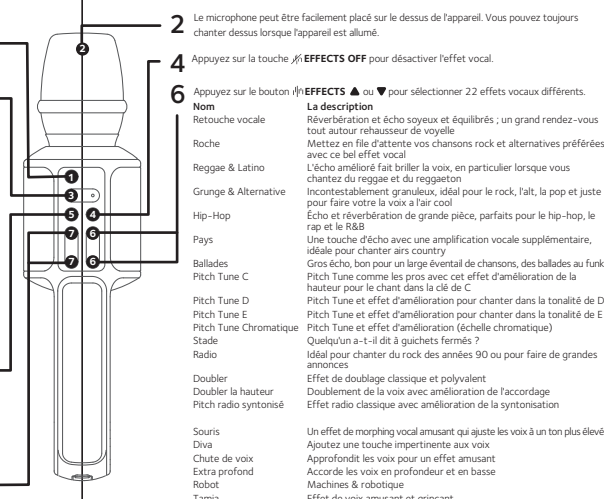 2 Le microphone peut être facilement placé sur le dessus de l'appareil. Vous pouvez toujours
chanter dessus lorsque l'appareil est allumé.
4 Appuyez sur la touche EFFECTS OFF pour désactiver l'effet vocal.
6 Appuyez sur le bouton EFFECTS ▲ ou ▼ pour sélectionner 22 effets vocaux différents.
Nom La description
Retouche vocale Réverbération et écho soyeux et équilibrés ; un grand rendez-vous
tout autour rehausseur de voyelle
Roche Mettez en file d'attente vos chansons rock et alternatives préférées
avec ce bel effet vocal
Reggae & Latino L'écho amélioré fait briller la voix, en particulier lorsque vous
chantez du reggae et du reggaeton
Grunge & Alternative Incontestablement granuleux, idéal pour le rock, l'alt, la pop et juste
pour faire votre la voix a l'air cool
Hip-Hop Écho et réverbération de grande pièce, parfaits pour le hip-hop, le
rap et le R&B
Pays Une touche d'écho avec une amplification vocale supplémentaire,
idéale pour chanter airs country
Ballades Gros écho, bon pour un large éventail de chansons, des ballades au funk
Pitch Tune C Pitch Tune comme les pros avec cet effet d'amélioration de la
hauteur pour le chant dans la clé de C
Pitch Tune D Pitch Tune et effet d'amélioration pour chanter dans la tonalité de D
Pitch Tune E Pitch Tune et effet d'amélioration pour chanter dans la tonalité de E
Pitch Tune Chromatique Pitch Tune et effet d'amélioration (échelle chromatique)
Stade Quelqu'un a-t-il dit à guichets fermés ?
Radio Idéal pour chanter du rock des années 90 ou pour faire de grandes
annonces
Doubler Effet de doublage classique et polyvalent
Doubler la hauteur Doublement de la voix avec amélioration de l'accordage
Pitch radio syntonisé Effet radio classique avec amélioration de la syntonisation
Souris Un effet de morphing vocal amusant qui ajuste les voix à un ton plus élevé
Diva Ajoutez une touche impertinente aux voix
Chute de voix Approfondit les voix pour un effet amusant
Extra profond Accorde les voix en profondeur et en basse
Robot Machines & robotique
Tamia Effet de voix amusant et grinçant
2
1
3
5 4
7 6
7 6